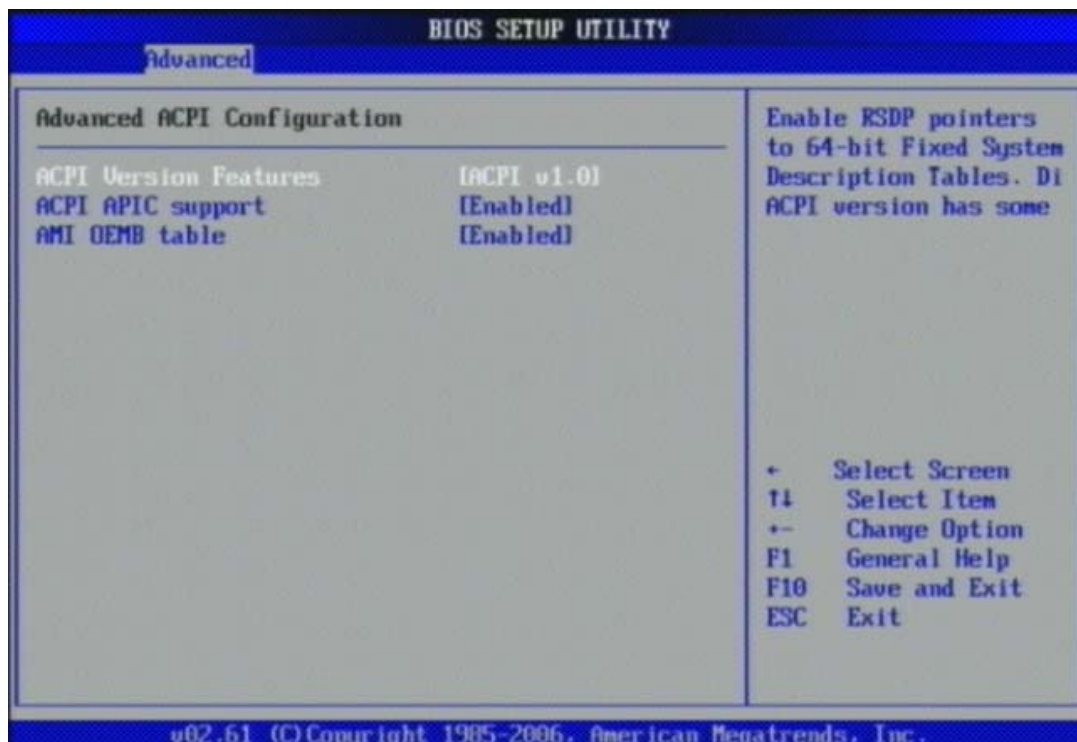 BIOS SETUP UTILITY
Advanced
Advanced ACPI Configuration
ACPI Version Features [ACPI v1.0]
ACPI APIC support [Enabled]
AMI OEMB table [Enabled]
Enable RSDP pointers
to 64-bit Fixed System
Description Tables. Di
ACPI version has some
← Select Screen
↑↓ Select Item
+- Change Option
F1 General Help
F10 Save and Exit
ESC Exit
v02.61 (C)Copyright 1985-2006, American Megatrends, Inc.